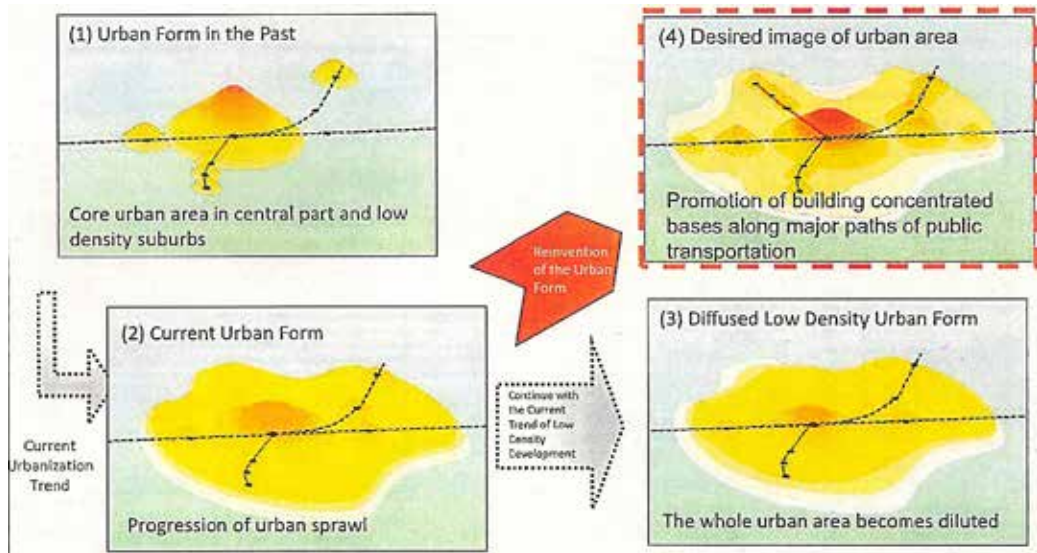 (1) Urban Form in the Past
Core urban area in central part and low
density suburbs
(4) Desired image of urban area
Promotion of building concentrated
bases along major paths of public
transportation
Reinvention
of the Urban
Form
Current
Urbanization
Trend
(2) Current Urban Form
Progression of urban sprawl
Continue with
the Current
Trend of Low
Density
Development
(3) Diffused Low Density Urban Form
The whole urban area becomes diluted